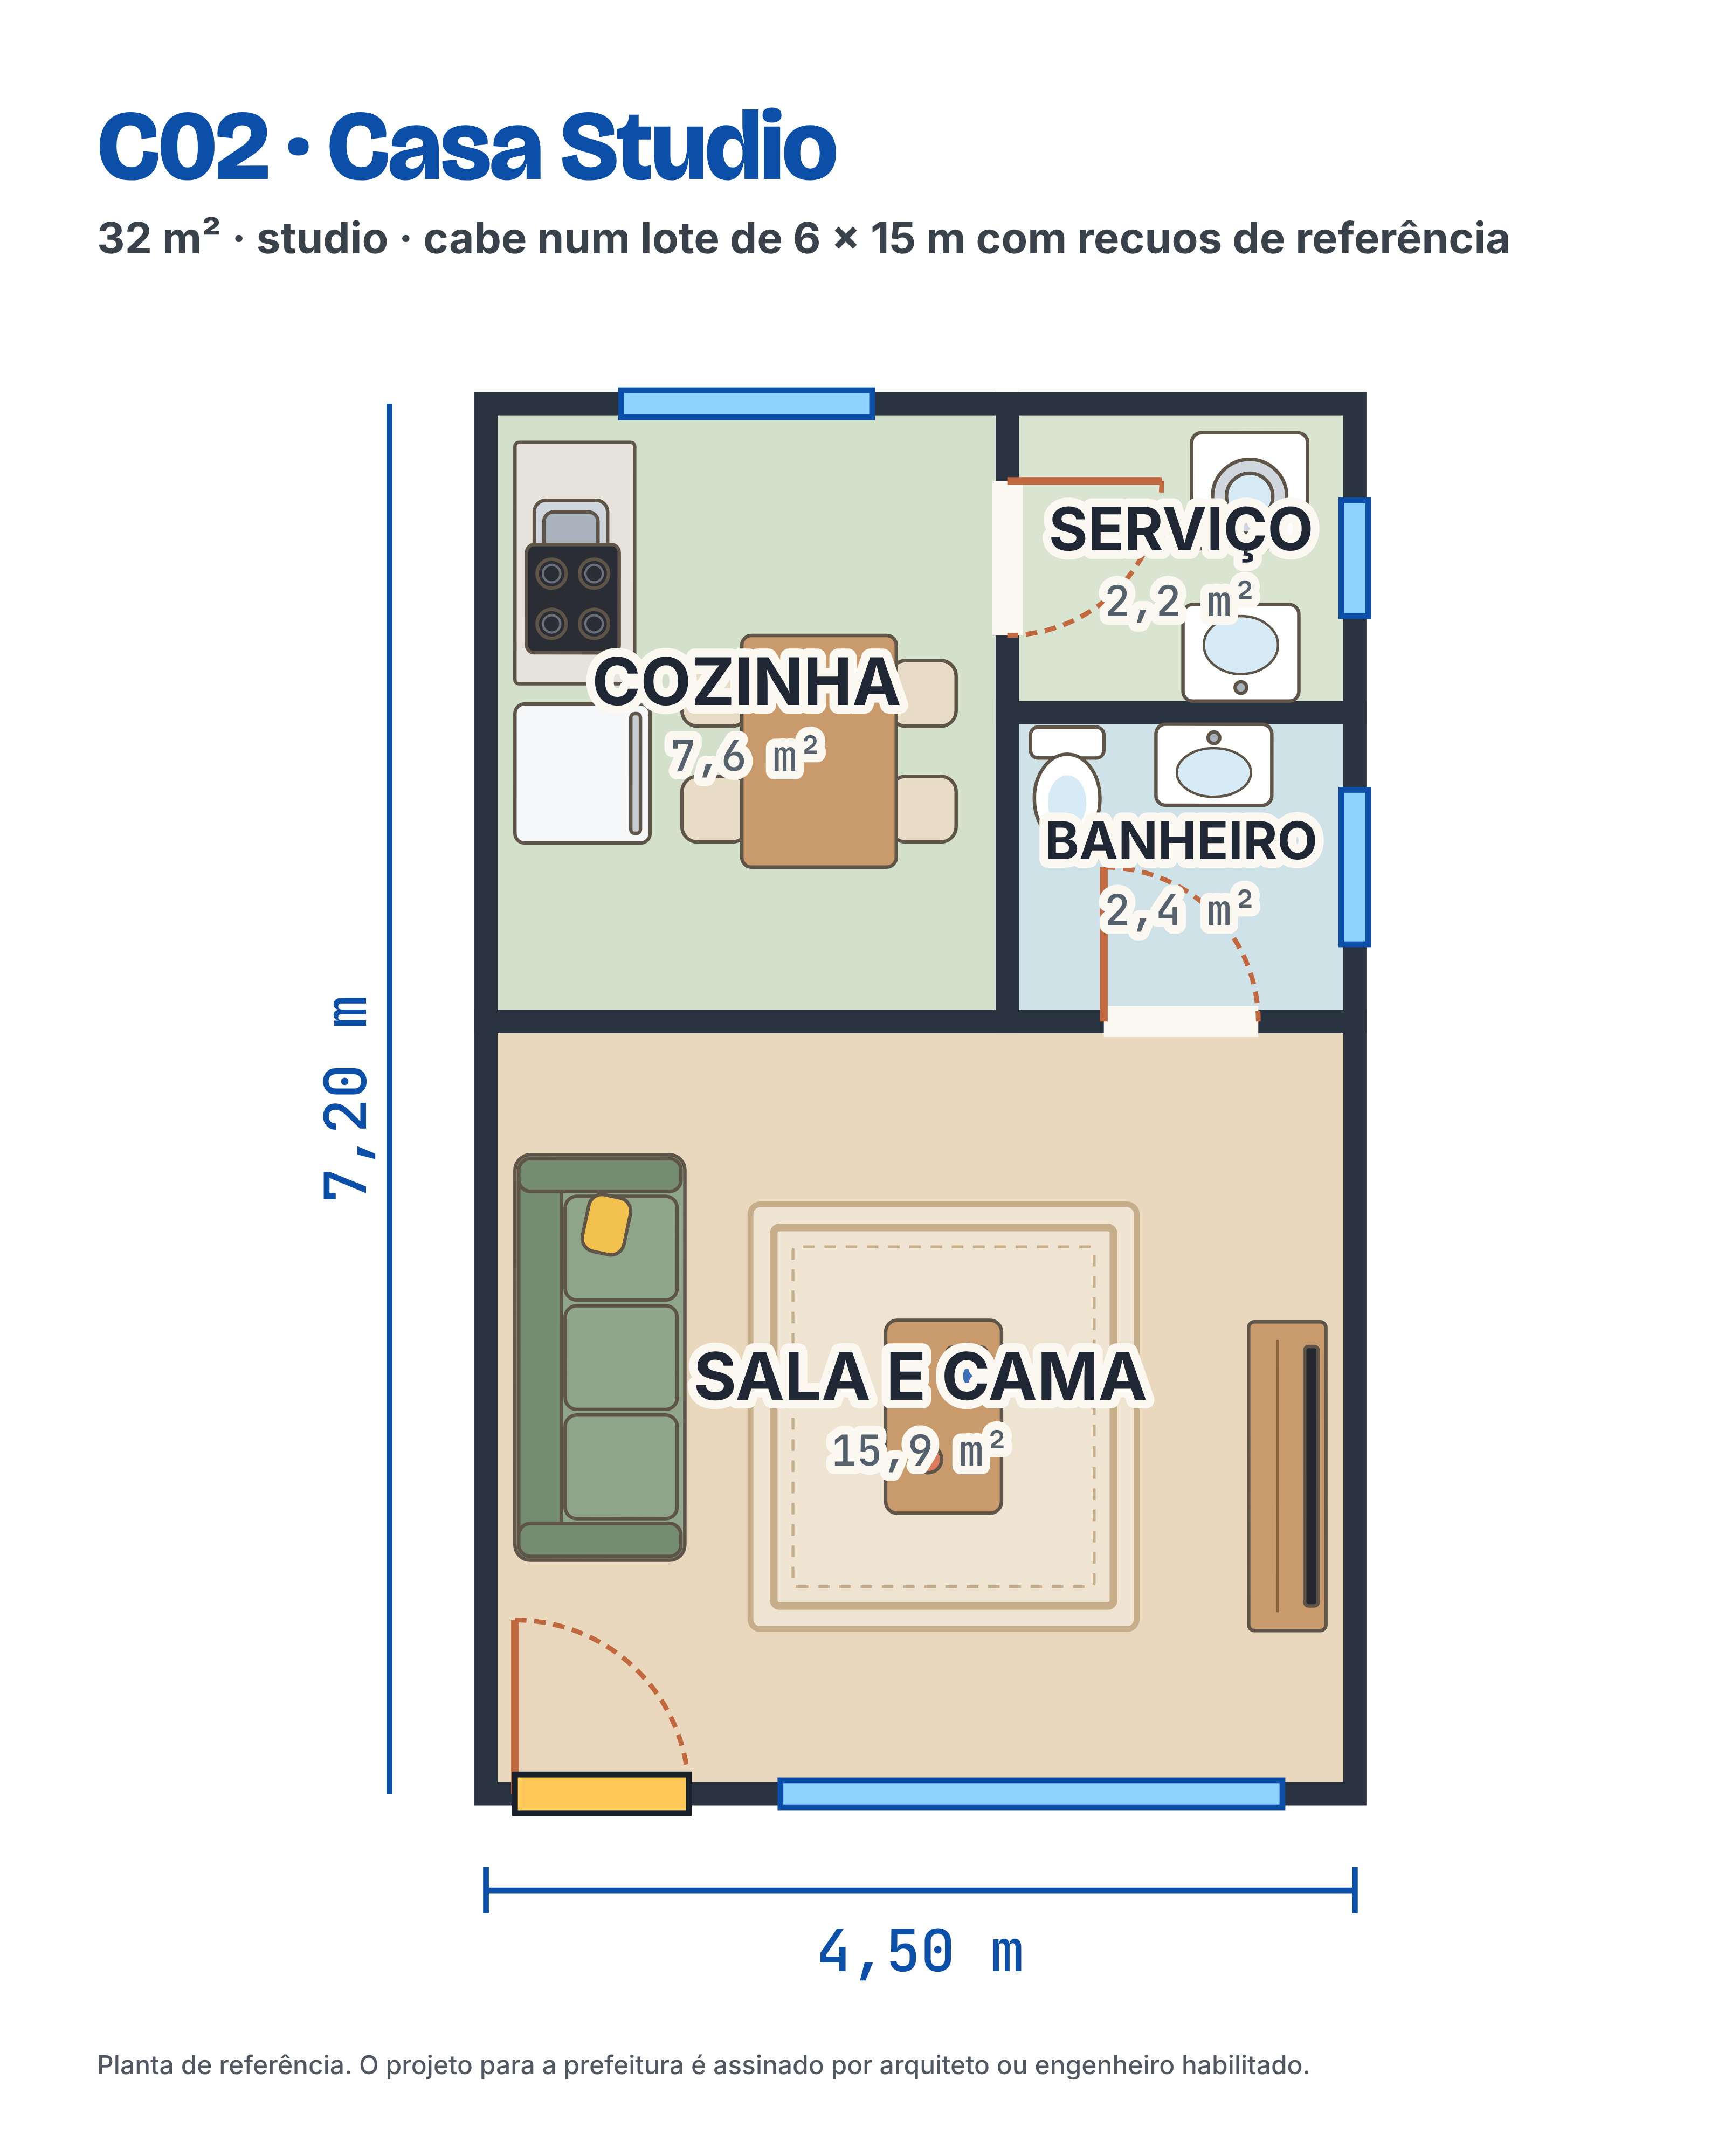 C02 · Casa Studio
32 m² · studio · cabe num lote de 6 × 15 m com recuos de referência
SERVIÇO
2,2 m²
COZINHA
7,6 m²
BANHEIRO
2,4 m²
7,20 m
SALA E CAMA
15,9 m²
4,50 m
Planta de referência. O projeto para a prefeitura é assinado por arquiteto ou engenheiro habilitado.